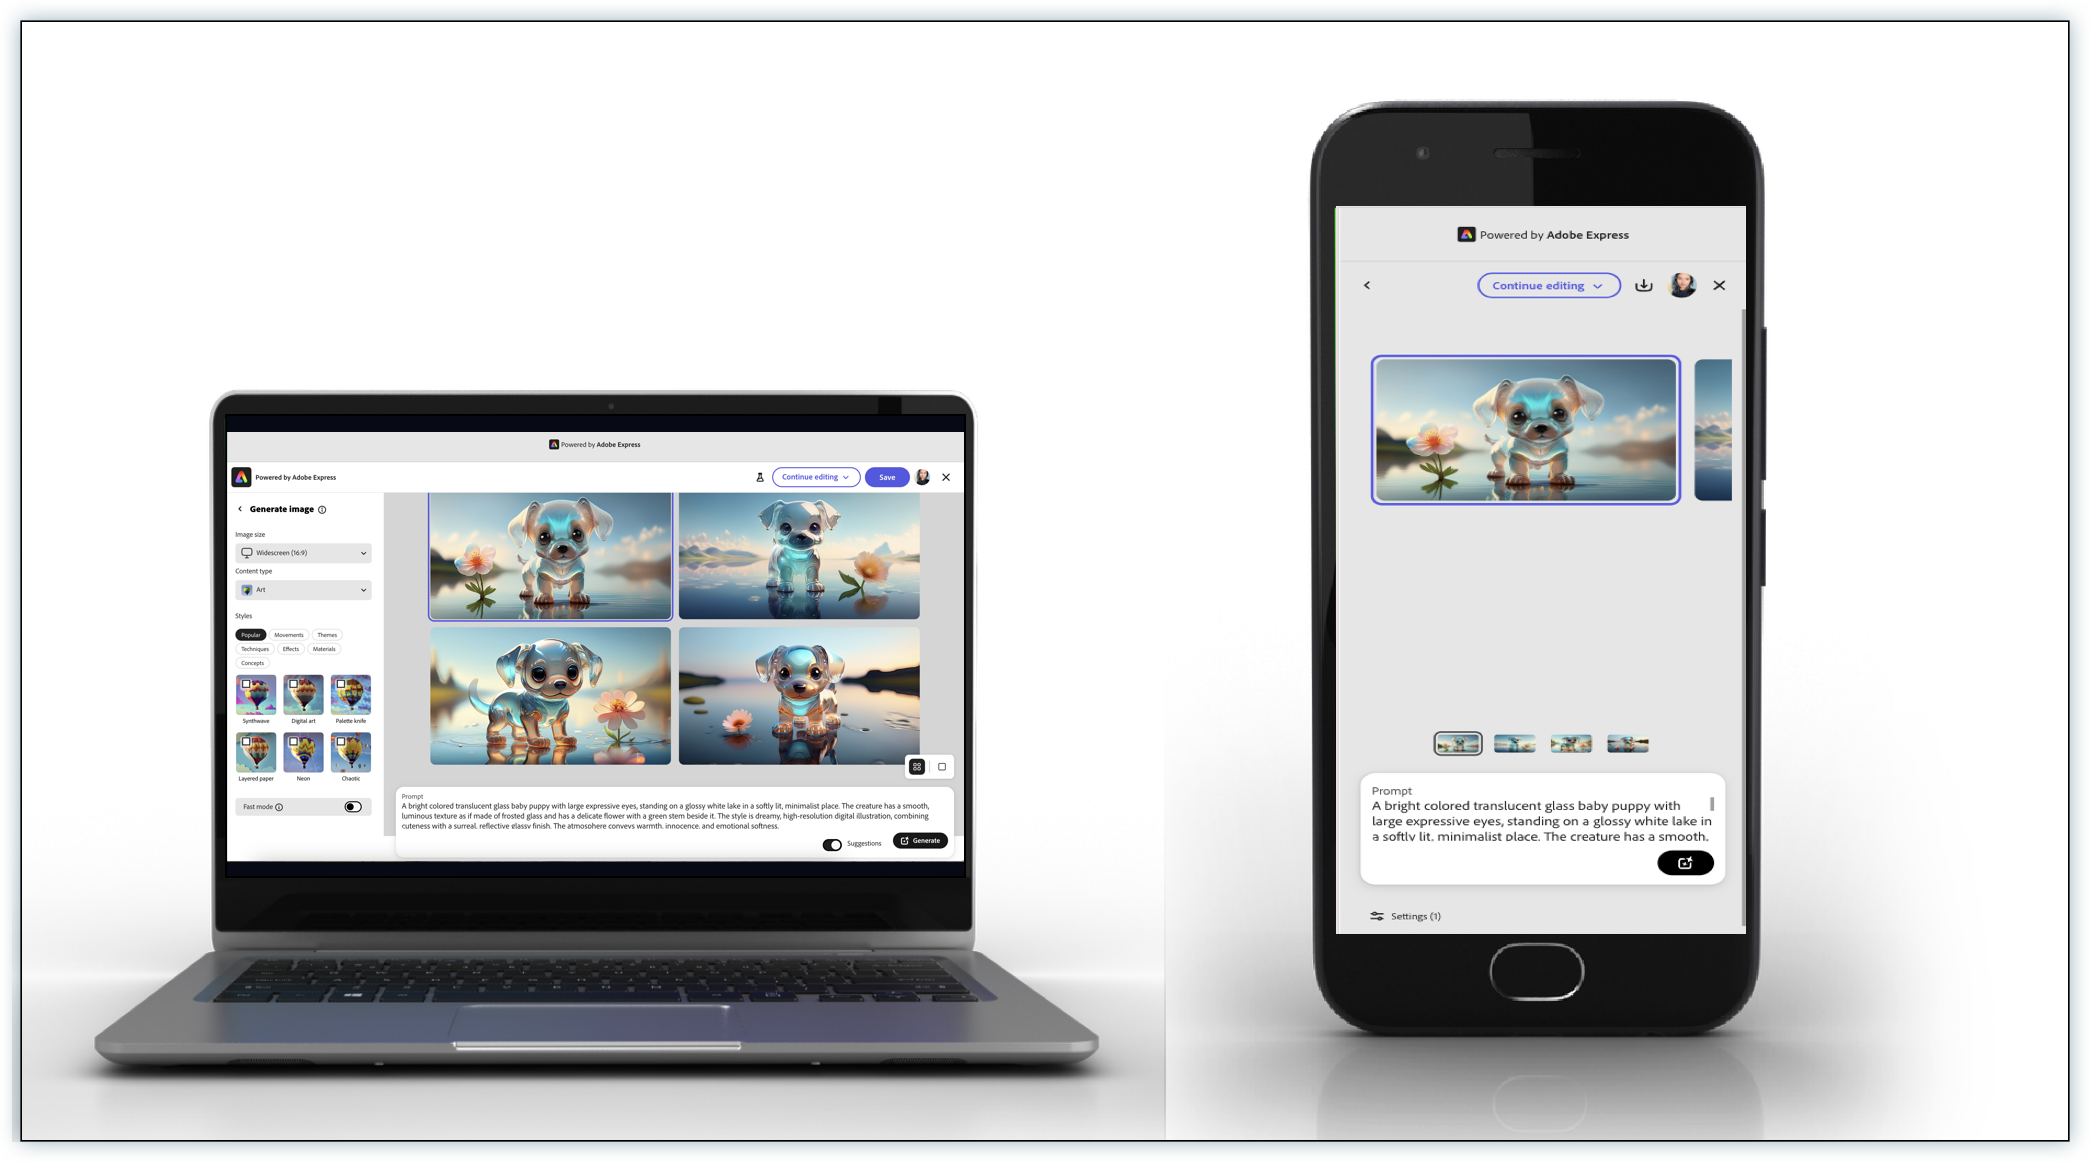 Powered by Adobe Express
Powered by Adobe Express
Continue editing
Save
Generate image
Image size
Widescreen (16:9)
Content type
Art
Styles
Popular
Movements
Themes
Techniques
Effects
Materials
Concepts
Synthwave
Digital art
Palette knife
Layered paper
Neon
Chaotic
Fast mode
Prompt
A bright colored translucent glass baby puppy with large expressive eyes, standing on a glossy white lake in a softly lit, minimalist place. The creature has a smooth,
luminous texture as if made of frosted glass and has a delicate flower with a green stem beside it. The style is dreamy, high-resolution digital illustration, combining
cuteness with a surreal, reflective glassy finish. The atmosphere conveys warmth, innocence, and emotional softness.
Suggestions
Generate
Powered by Adobe Express
Continue editing
Prompt
A bright colored translucent glass baby puppy with
large expressive eyes, standing on a glossy white lake in
a softly lit, minimalist place. The creature has a smooth,
Settings (1)